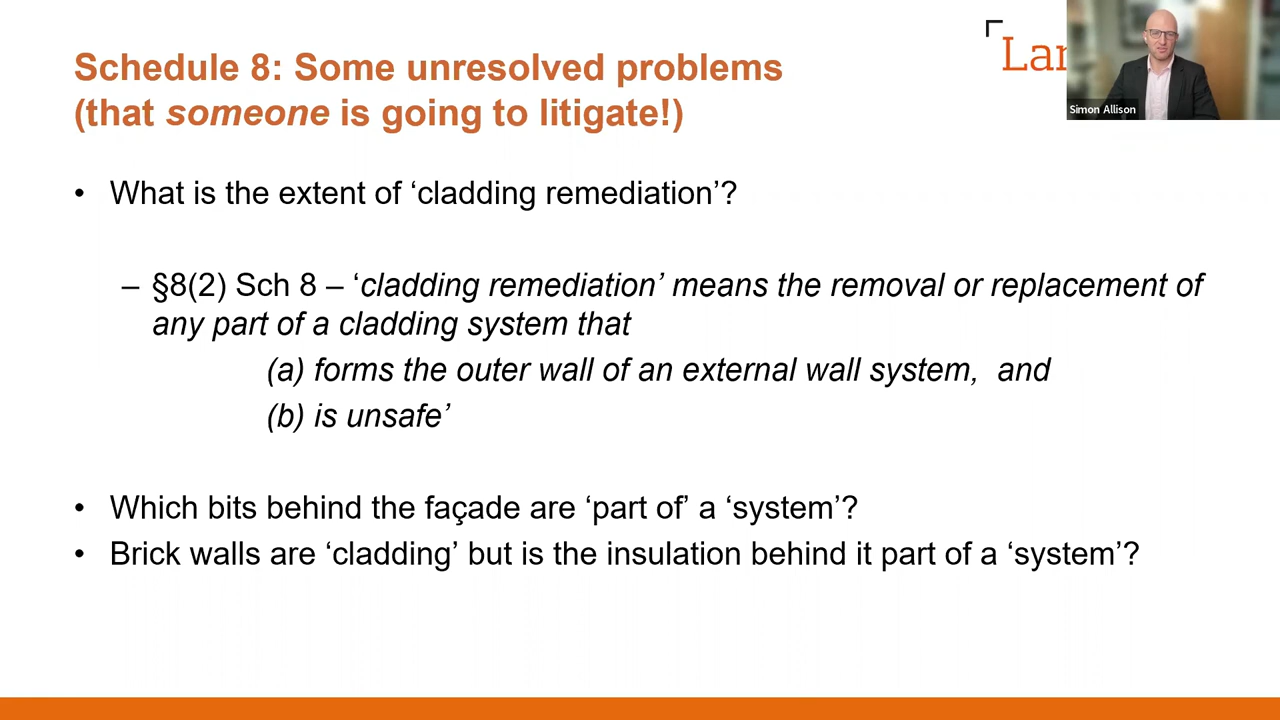 Schedule 8: Some unresolved problems
(that someone is going to litigate!)
Simon Allison
• What is the extent of ‘cladding remediation’?
– §8(2) Sch 8 – ‘cladding remediation’ means the removal or replacement of
any part of a cladding system that
(a) forms the outer wall of an external wall system, and
(b) is unsafe’
• Which bits behind the façade are ‘part of’ a ‘system’?
• Brick walls are ‘cladding’ but is the insulation behind it part of a ‘system’?